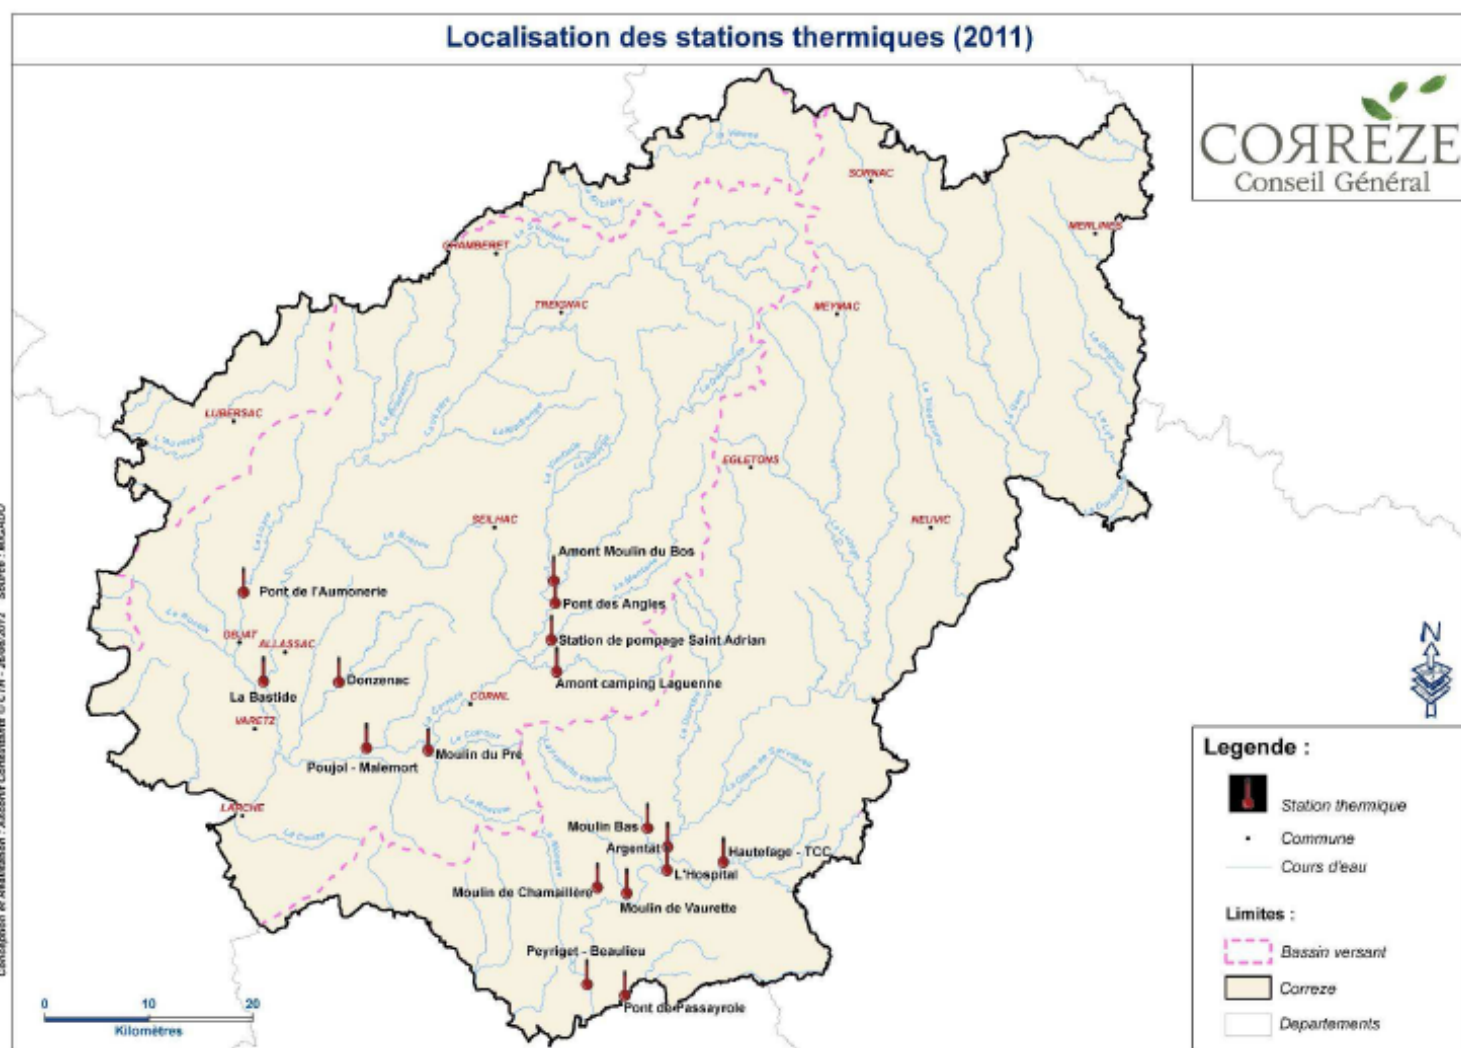 Localisation des stations thermiques (2011)
CORRÈZE
Conseil Général
SORNAC
MERLINES
CHAMBERET
TREIGNAC
MEYMAC
LUBERSAC
EGLETONS
SEILHAC
NEUVIC
Amont Moulin du Bos
Pont de l'Aumonerie
Pont des Angles
OBJAT
ALLASSAC
Station de pompage Saint Adrian
Donzenac
Amont camping Laguenne
La Bastide
CORNIL
VARETZ
Moulin du Pré
Poujol - Malemort
LARCHE
Moulin Bas
Argentat
Hautefage - TCC
L'Hospital
Moulin de Chamaillère
Moulin de Vaurette
Peyriget - Beaulieu
Pont de Passayrole
0 10 20
Kilomètres
N
Legende :
Station thermique
Commune
Cours d'eau
Limites :
Bassin versant
Correze
Departements